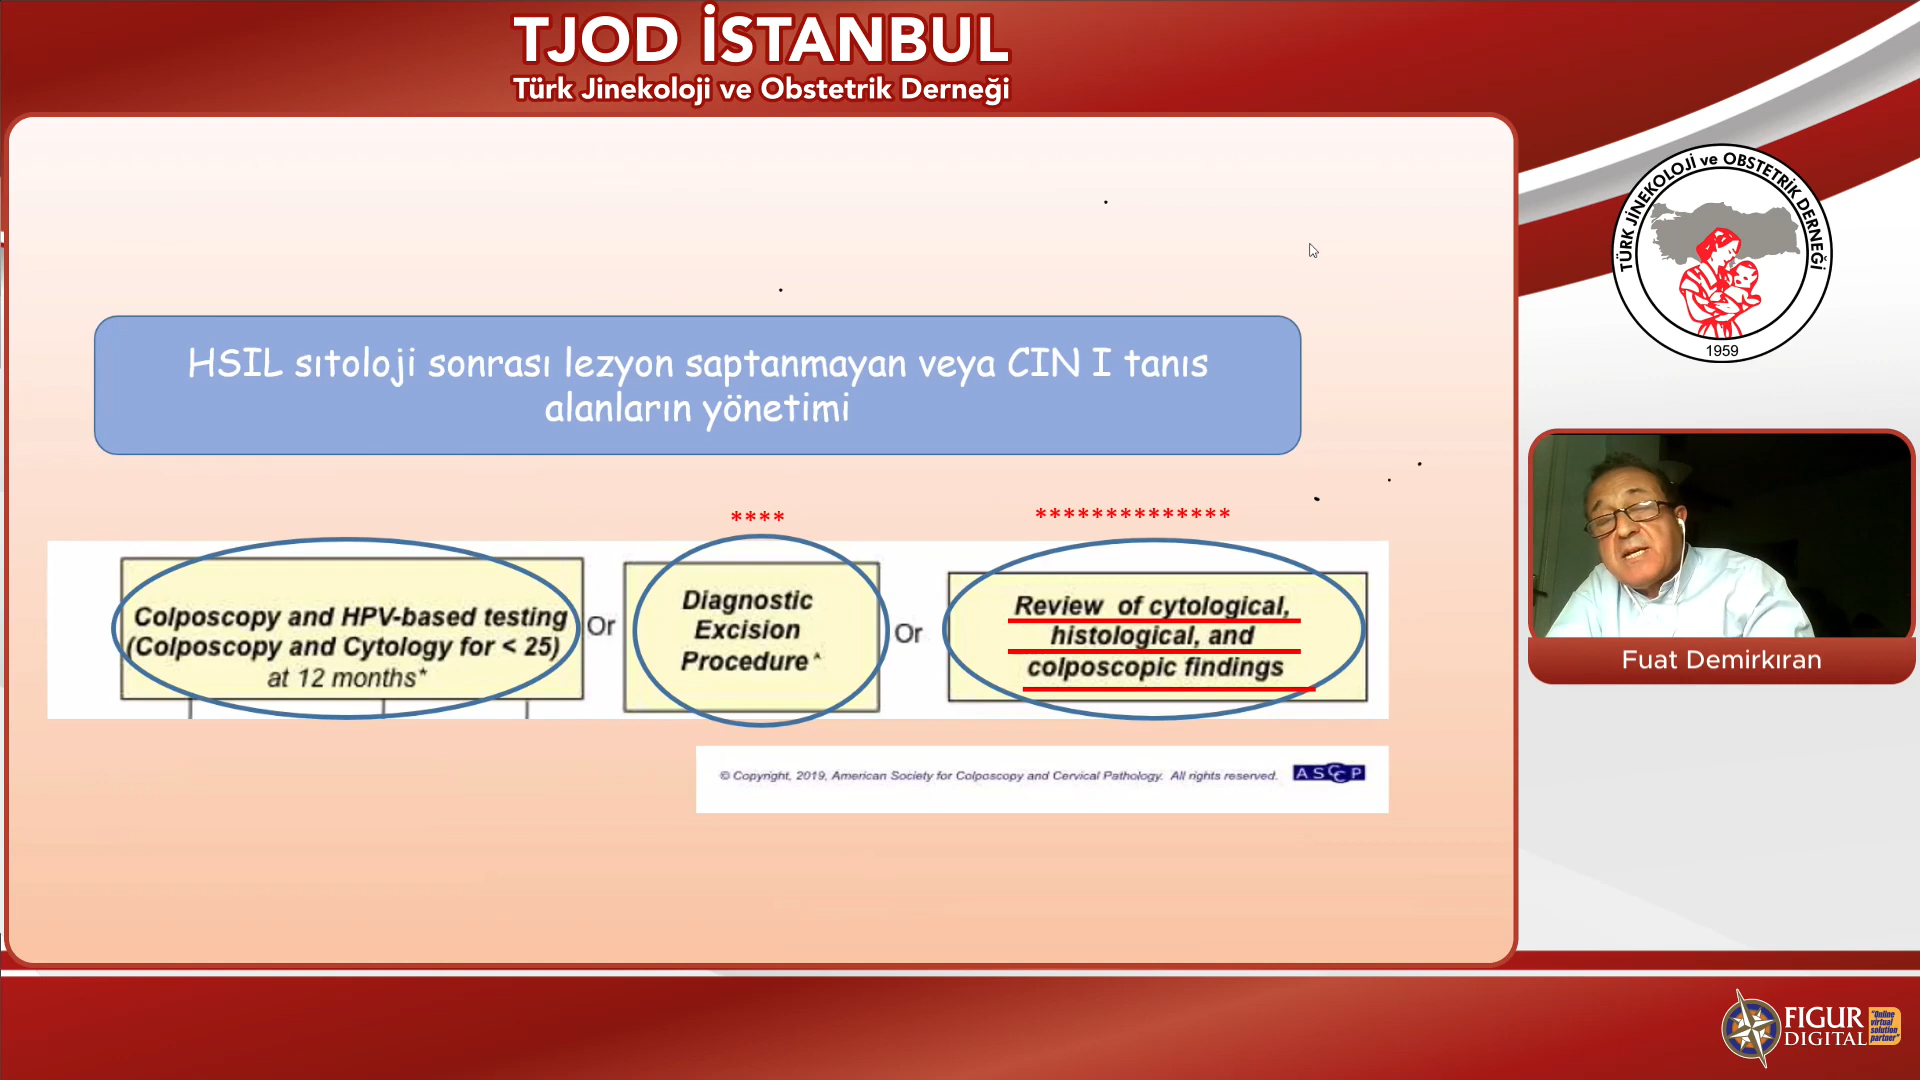 TJOD İSTANBUL
Türk Jinekoloji ve Obstetrik Derneği
TÜRK JİNEKOLOJİ ve OBSTETRİK DERNEĞİ
1959
HSIL sıtoloji sonrası lezyon saptanmayan veya CIN I tanıs
alanların yönetimi
**** **************
Colposcopy and HPV-based testing
(Colposcopy and Cytology for < 25)
at 12 months*
Or
Diagnostic
Excision
Procedure^
Or
Review of cytological,
histological, and
colposcopic findings
© Copyright, 2019, American Society for Colposcopy and Cervical Pathology. All rights reserved.
ASCCP
Fuat Demirkıran
FIGUR
DIGITAL
"Online
virtual
solution
partner"